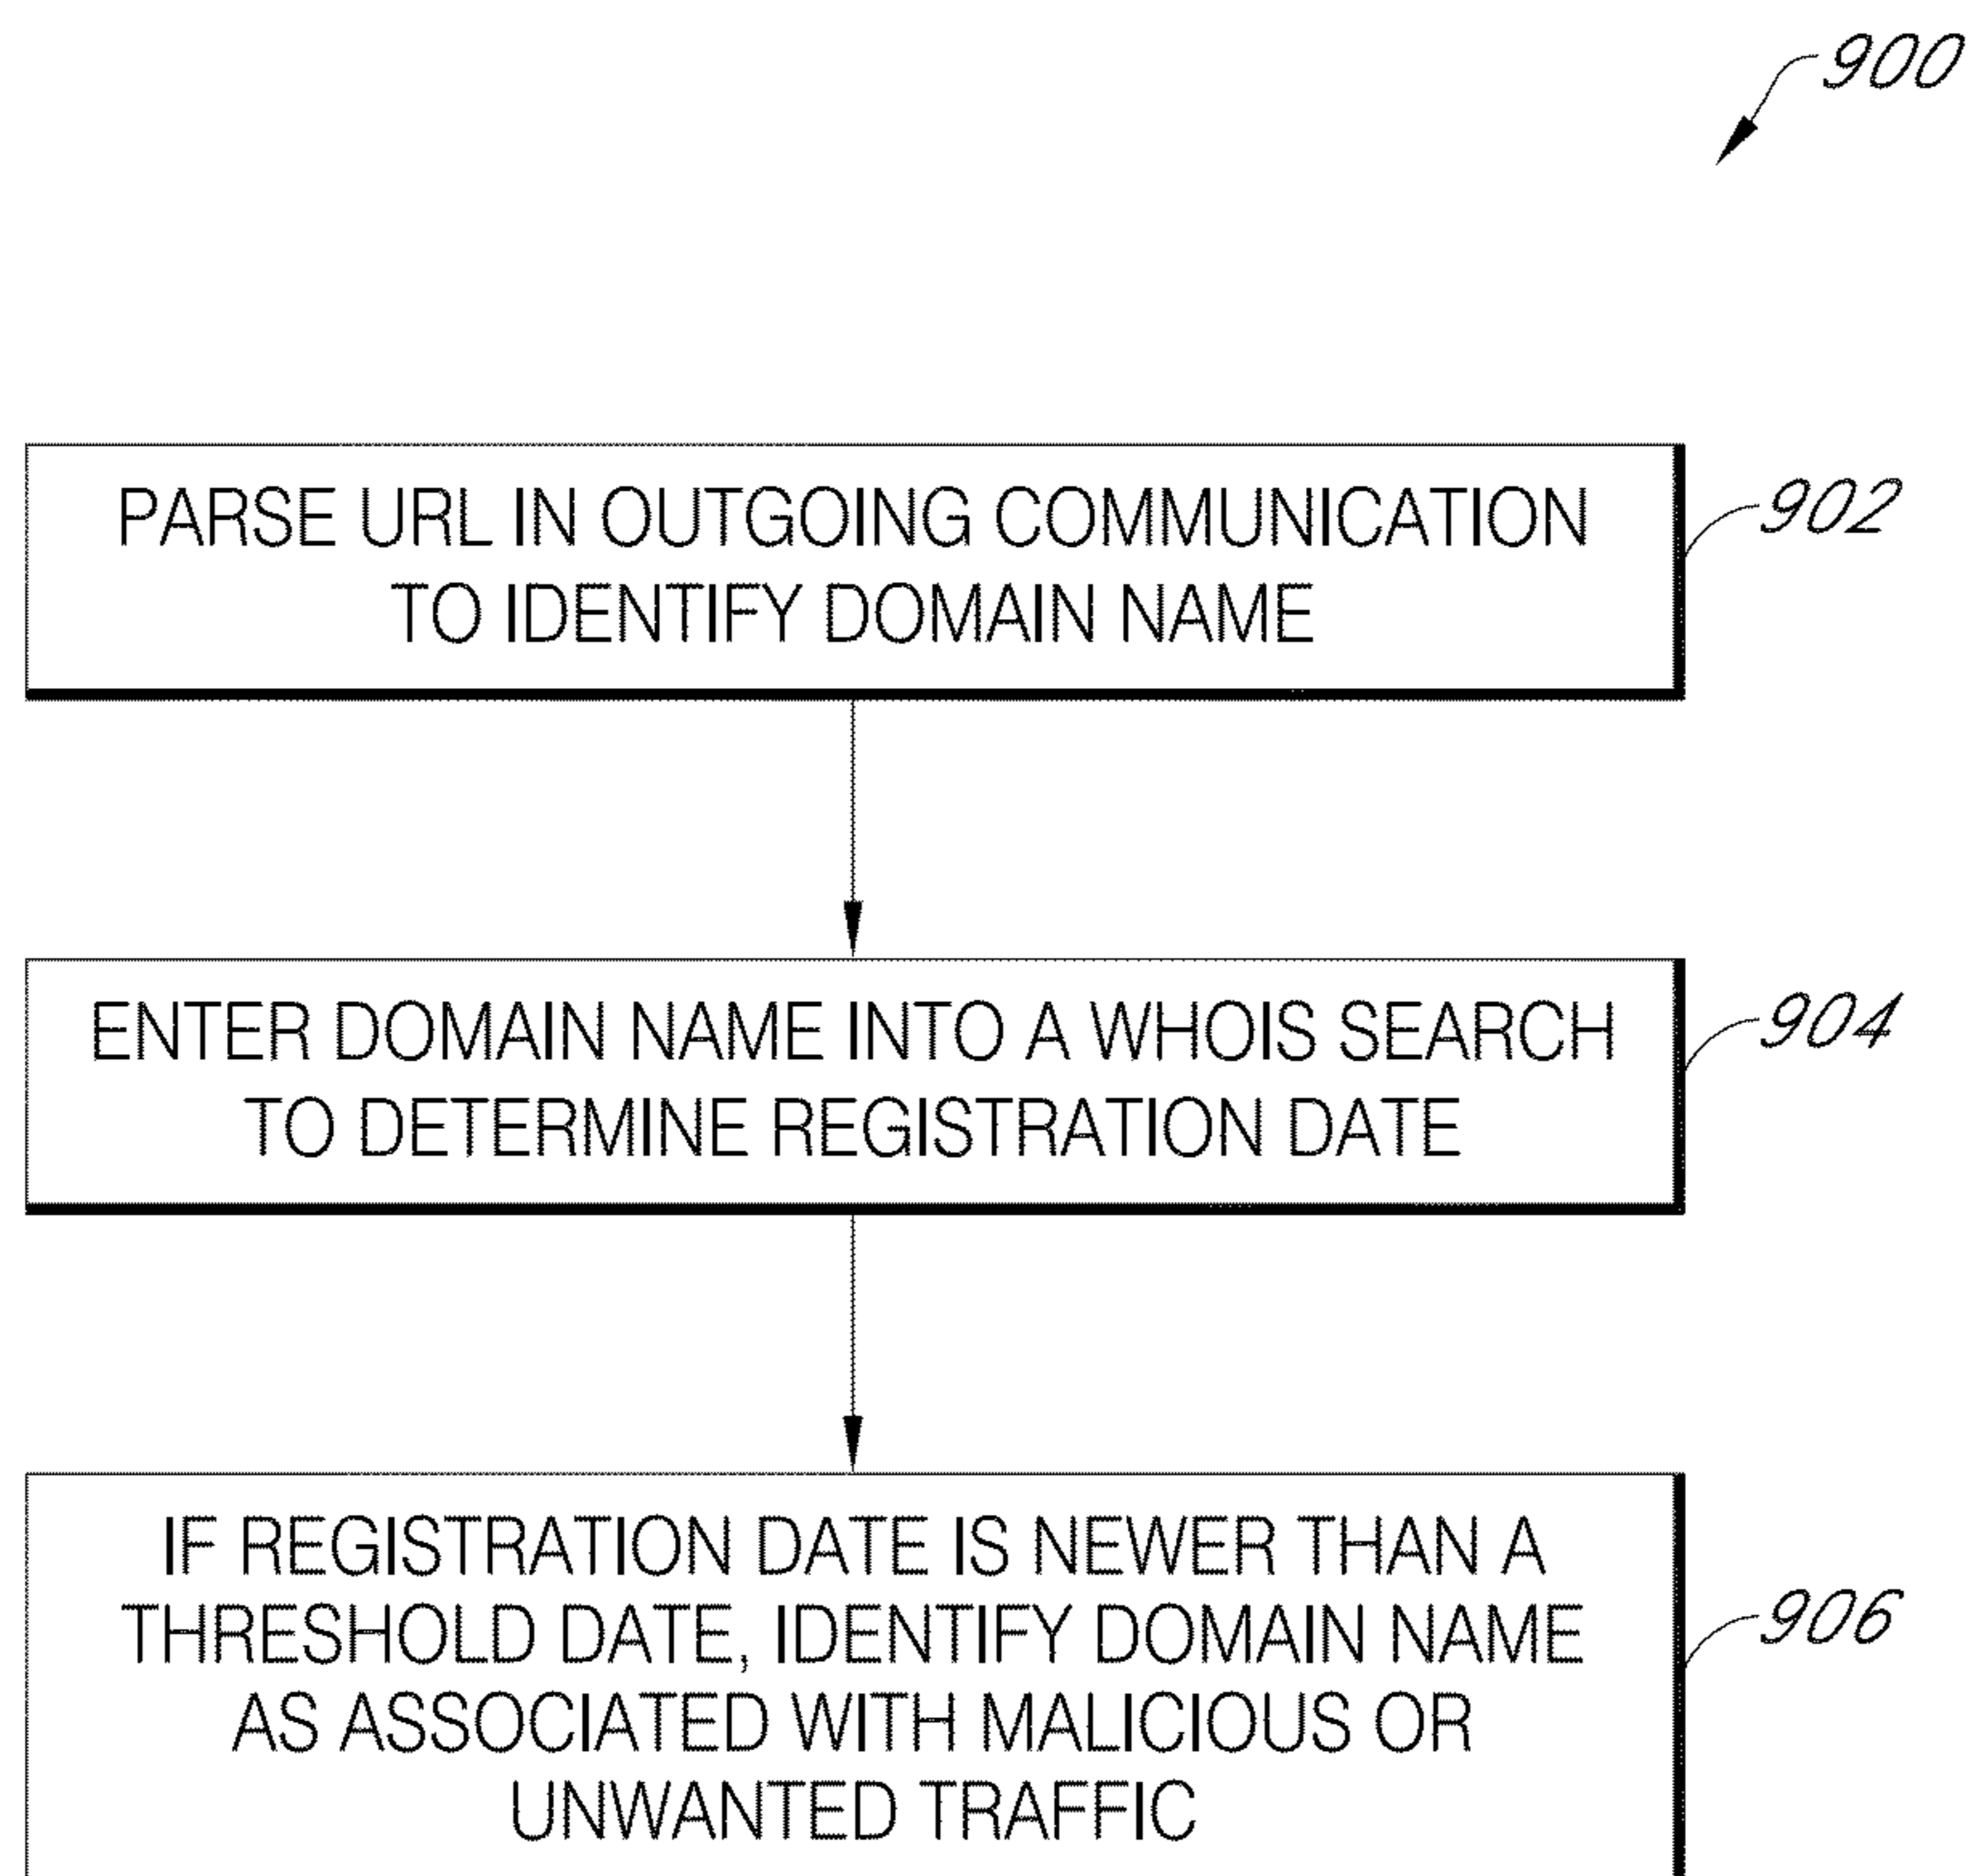 900
PARSE URL IN OUTGOING COMMUNICATION
TO IDENTIFY DOMAIN NAME
902
ENTER DOMAIN NAME INTO A WHOIS SEARCH
TO DETERMINE REGISTRATION DATE
904
IF REGISTRATION DATE IS NEWER THAN A
THRESHOLD DATE, IDENTIFY DOMAIN NAME
AS ASSOCIATED WITH MALICIOUS OR
UNWANTED TRAFFIC
906